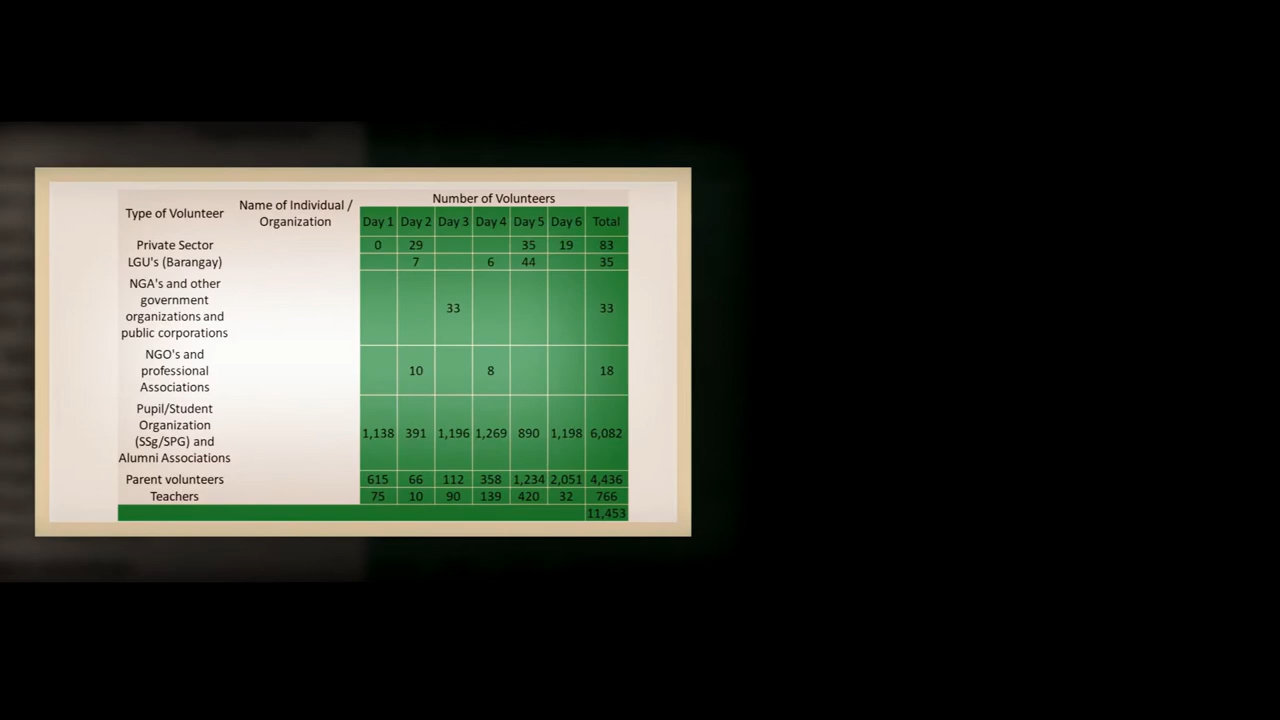 Number of Volunteers
Type of Volunteer
Name of Individual /
Organization
Day 1 Day 2 Day 3 Day 4 Day 5 Day 6 Total
Private Sector 0 29 35 19 83
LGU's (Barangay) 7 6 44 35
NGA's and other
government
organizations and
public corporations
33 33
NGO's and
professional
Associations
10 8 18
Pupil/Student
Organization
(SSg/SPG) and
Alumni Associations
1,138 391 1,196 1,269 890 1,198 6,082
Parent volunteers 615 66 112 358 1,234 2,051 4,436
Teachers 75 10 90 139 420 32 766
11,453